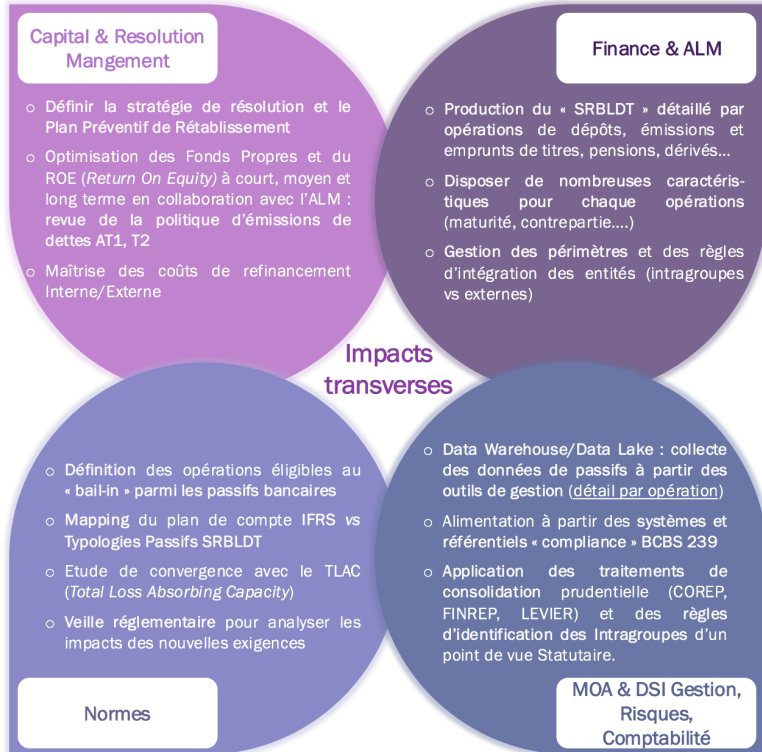 Capital & Resolution
Mangement
o Définir la stratégie de résolution et le
Plan Préventif de Rétablissement
o Optimisation des Fonds Propres et du
ROE (Return On Equity) à court, moyen et
long terme en collaboration avec l'ALM :
revue de la politique d'émissions de
dettes AT1, T2
o Maîtrise des coûts de refinancement
Interne/Externe
Finance & ALM
o Production du « SRBLDT » détaillé par
opérations de dépôts, émissions et
emprunts de titres, pensions, dérivés...
o Disposer de nombreuses caractéris-
tiques pour chaque opérations
(maturité, contrepartie....)
o Gestion des périmètres et des règles
d'intégration des entités (intragroupes
vs externes)
Impacts
transverses
o Définition des opérations éligibles au
« bail-in » parmi les passifs bancaires
o Mapping du plan de compte IFRS vs
Typologies Passifs SRBLDT
o Etude de convergence avec le TLAC
(Total Loss Absorbing Capacity)
o Veille réglementaire pour analyser les
impacts des nouvelles exigences
Normes
o Data Warehouse/Data Lake : collecte
des données de passifs à partir des
outils de gestion (détail par opération)
o Alimentation à partir des systèmes et
référentiels « compliance » BCBS 239
o Application des traitements de
consolidation prudentielle (COREP,
FINREP, LEVIER) et des règles
d'identification des Intragroupes d'un
point de vue Statutaire.
MOA & DSI Gestion,
Risques,
Comptabilité